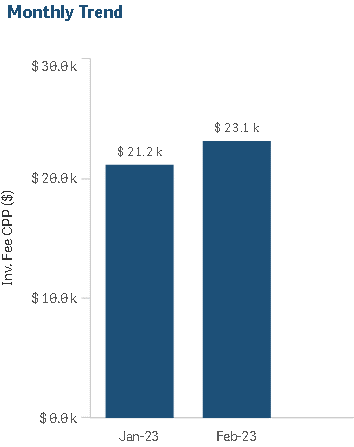 Monthly Trend
$ 30.0 k
$ 23.1 k
$ 21.2 k
$ 20.0 k
Inv. Fee CPP ($)
$ 10.0 k
$ 0.0 k
Jan-23
Feb-23